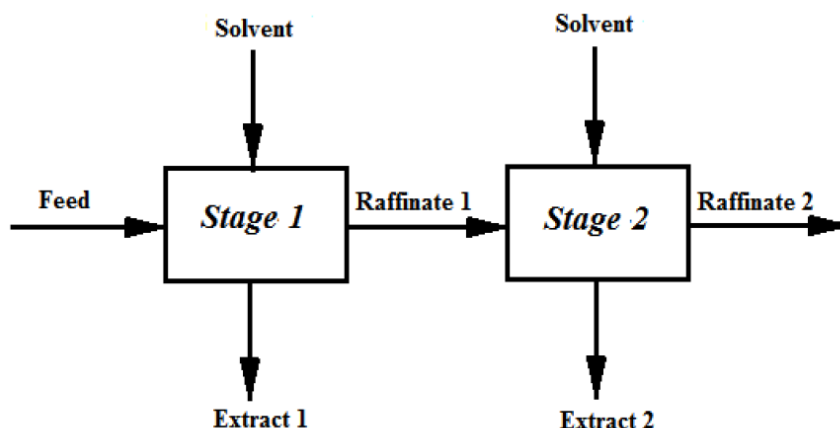 Solvent
Solvent
Feed
Stage 1
Raffinate 1
Stage 2
Raffinate 2
Extract 1
Extract 2